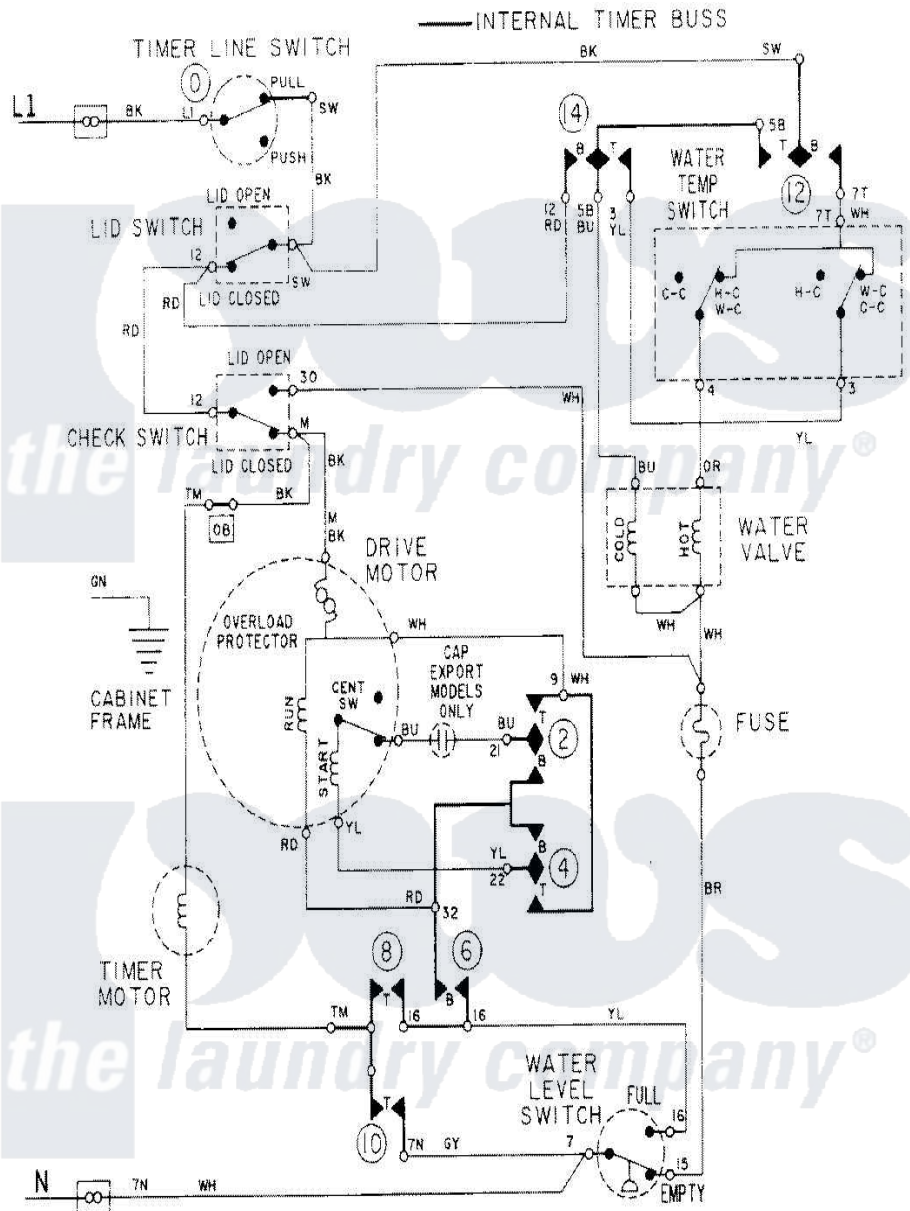 INTERNAL TIMER BUSS
TIMER LINE SWITCH
BK
SW
0
PULL
L1
BK
L1
SW
14
5B
PUSH
B
T
T
B
WATER
TEMP
SWITCH
BK
12
LID OPEN
12
RD
5B
BU
3
YL
7T
7T
WH
LID SWITCH
12
SW
RD
LID CLOSED
C-C
H-C
W-C
H-C
W-C
C-C
RD
LID OPEN
30
4
3
12
WH
M
YL
CHECK SWITCH
BK
LID CLOSED
the laundry company®
BU
OR
TM
BK
OB
M
BK
COLD
HOT
WATER
VALVE
DRIVE
MOTOR
GN
OVERLOAD
PROTECTOR
WH
WH
WH
CAP
EXPORT
MODELS
ONLY
9
WH
CABINET
FRAME
CENT
SW
RUN
T
FUSE
BU
BU
21
2
START
B
YL
B
RD
YL
22
4
T
BR
RD
32
8
6
TIMER
MOTOR
T
B
TM
16
16
YL
the laundry company®
WATER
LEVEL
SWITCH
FULL
T
16
10
7N
GY
7
15
N
7N
WH
EMPTY